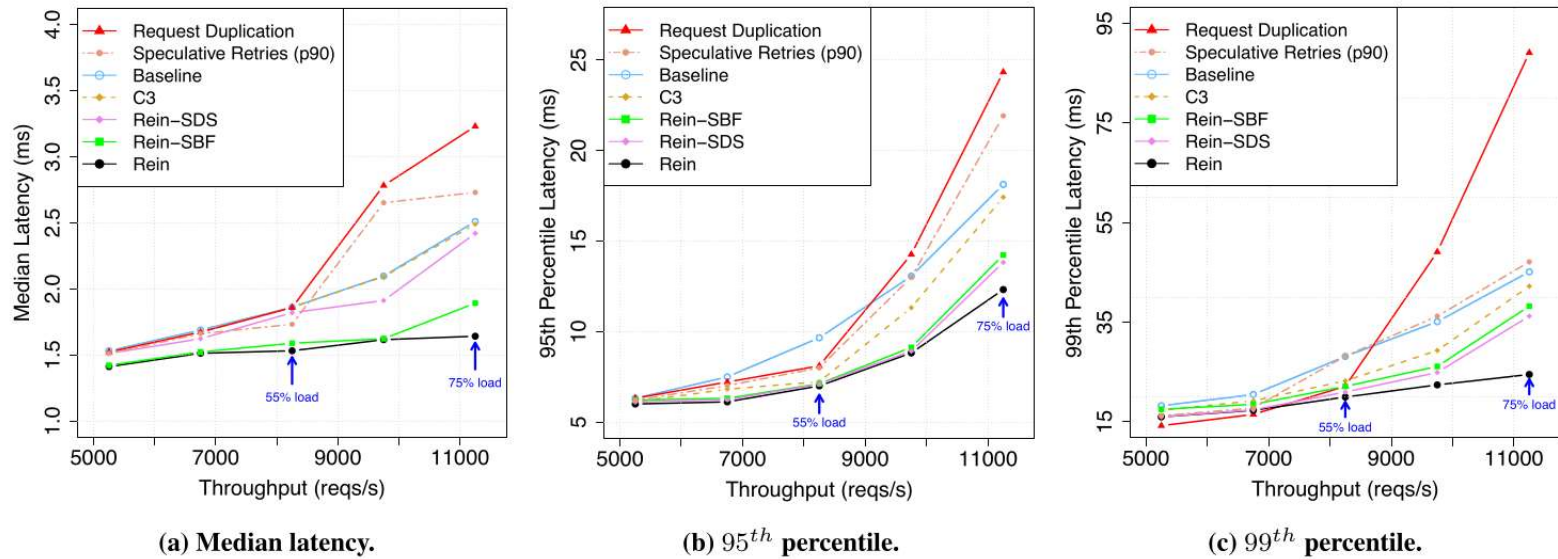 Median Latency (ms)
4.0
3.5
3.0
2.5
2.0
1.5
1.0
Request Duplication
Speculative Retries (p90)
Baseline
C3
Rein-SDS
Rein-SBF
Rein
55% load
75% load
5000 7000 9000 11000
Throughput (reqs/s)
(a) Median latency.
95th Percentile Latency (ms)
25
20
15
10
5
Request Duplication
Speculative Retries (p90)
Baseline
C3
Rein-SBF
Rein-SDS
Rein
75% load
55% load
5000 7000 9000 11000
Throughput (reqs/s)
(b) 95th percentile.
99th Percentile Latency (ms)
95
75
55
35
15
Request Duplication
Speculative Retries (p90)
Baseline
C3
Rein-SBF
Rein-SDS
Rein
75% load
55% load
5000 7000 9000 11000
Throughput (reqs/s)
(c) 99th percentile.